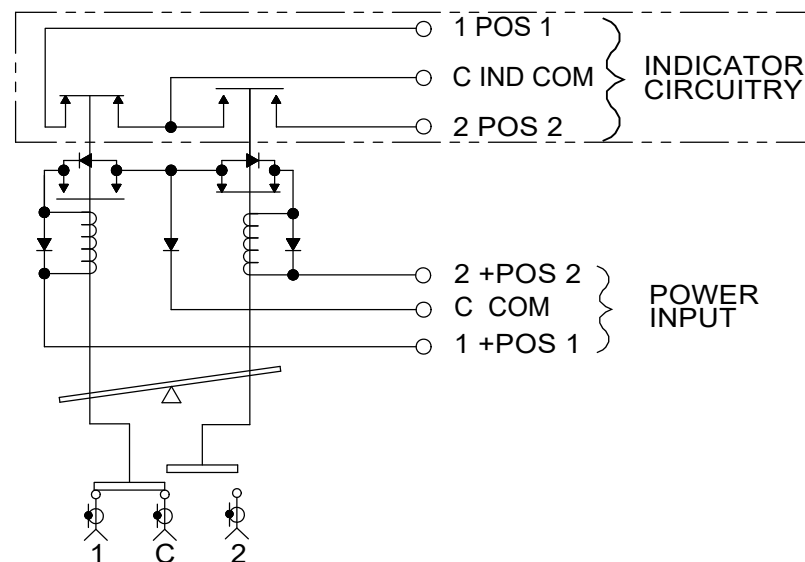 1 POS 1
C IND COM
2 POS 2
INDICATOR
CIRCUITRY
2 +POS 2
C COM
1 +POS 1
POWER
INPUT
1 C 2